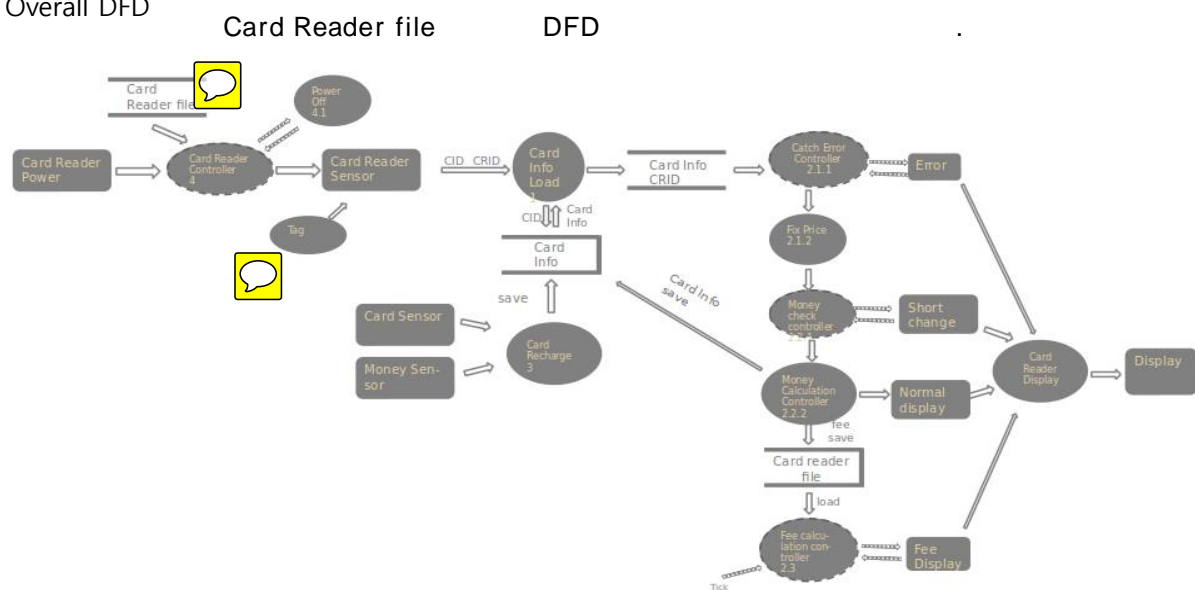 Overall DFD
Card Reader file DFD .
Card
Reader file
Power
Off
4.1
Card Reader
Power
Card Reader
Controller
4
Card Reader
Sensor
Tag
CID CRID
Card
Info
Load
1
Card Info
CRID
Catch Error
Controller
2.1.1
Error
CID
Card
Info
Card
Info
Fix Price
2.1.2
save
Card Info
save
Card Sensor
Money Sen-
sor
Card
Recharge
3
Money
check
controller
Short
change
Card
Reader
Display
Display
Money
Calculation
Controller
2.2.2
Normal
display
fee
save
Card reader
file
load
Fee calcu-
lation con-
troller
2.3
Fee
Display
Tick